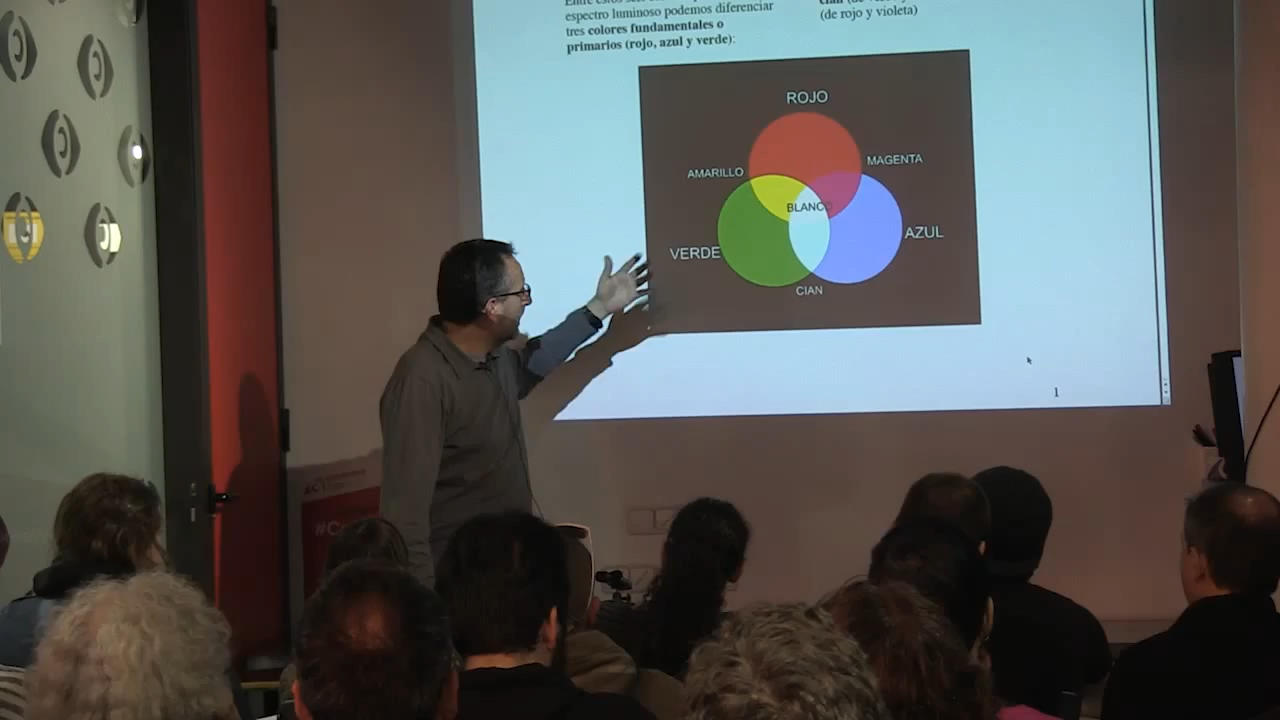 espectro luminoso podemos diferenciar
tres colores fundamentales o
primarios (rojo, azul y verde):
(de rojo y violeta)
ROJO
AMARILLO
MAGENTA
BLANCO
VERDE
AZUL
CIAN
1